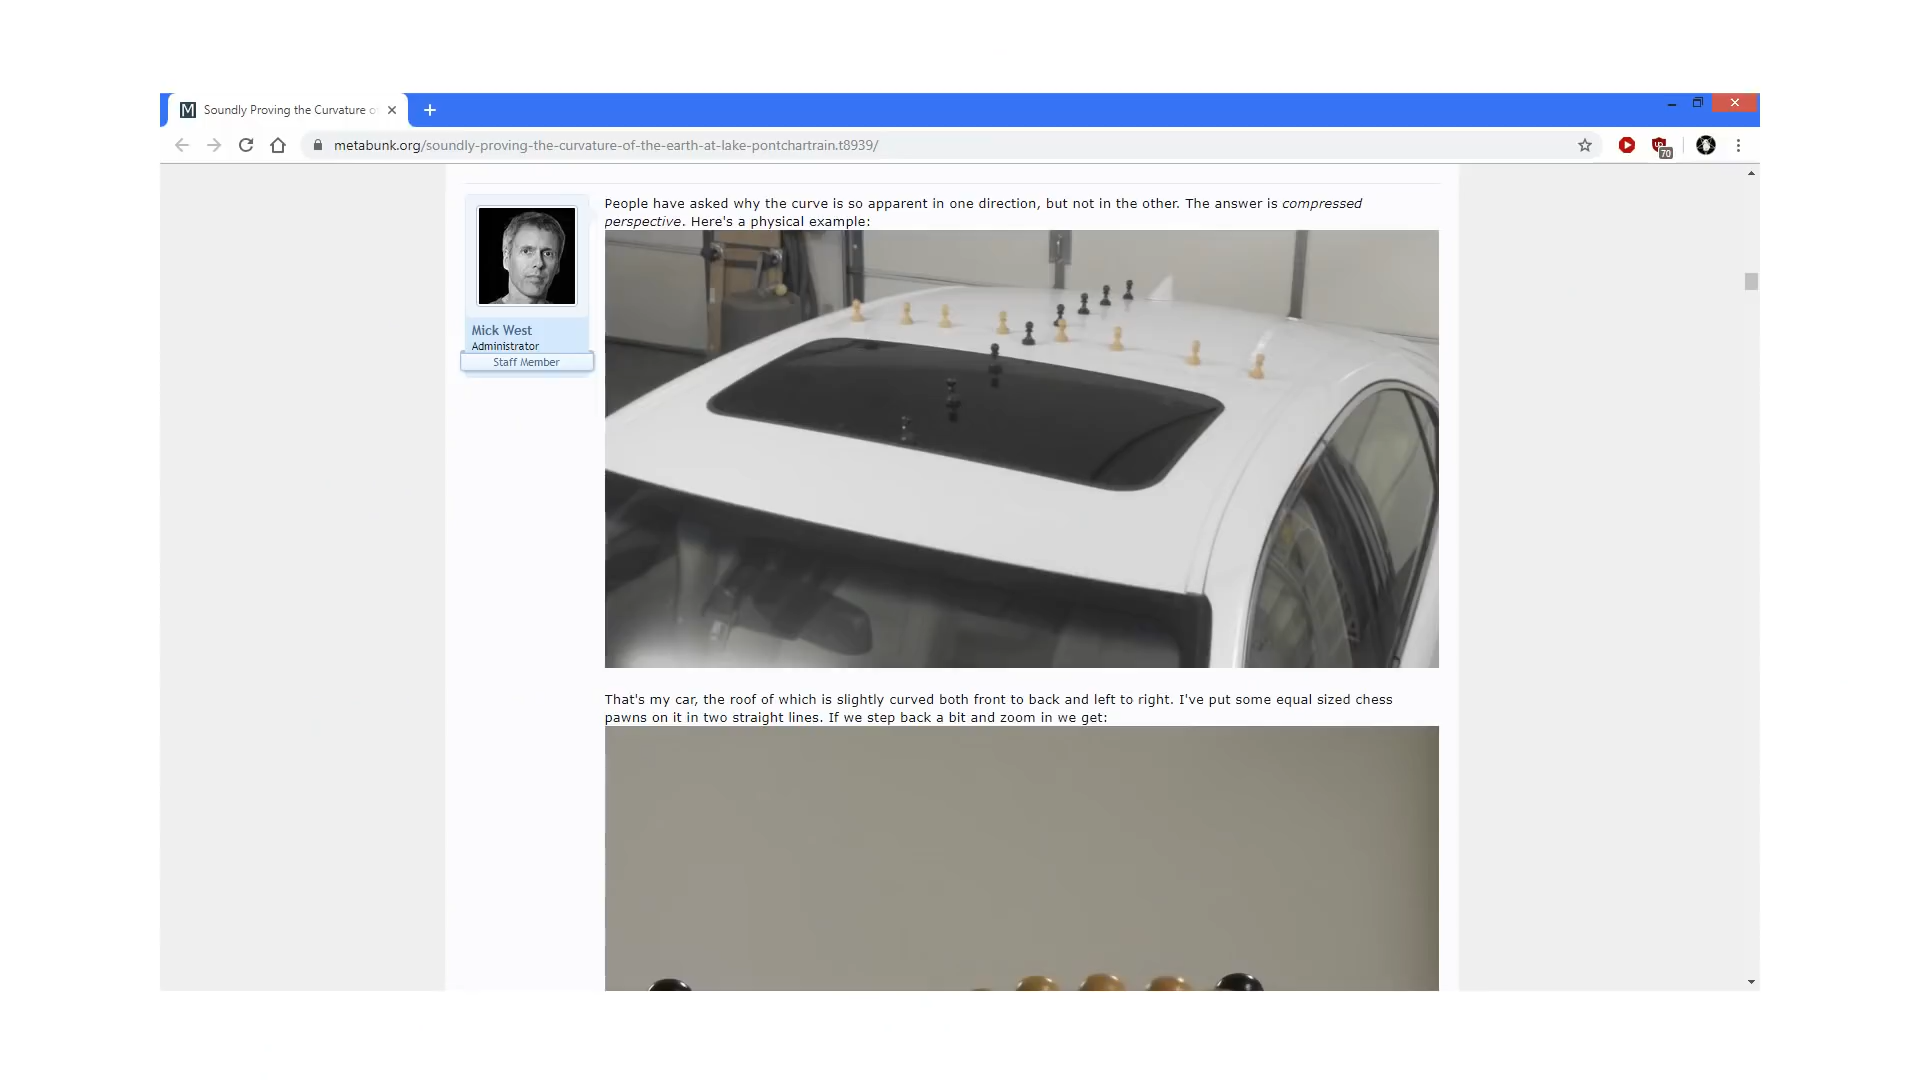 Soundly Proving the Curvature o
metabunk.org/soundly-proving-the-curvature-of-the-earth-at-lake-pontchartrain.t8939/
70
People have asked why the curve is so apparent in one direction, but not in the other. The answer is compressed
perspective. Here's a physical example:
Mick West
Administrator
Staff Member
That's my car, the roof of which is slightly curved both front to back and left to right. I've put some equal sized chess
pawns on it in two straight lines. If we step back a bit and zoom in we get: